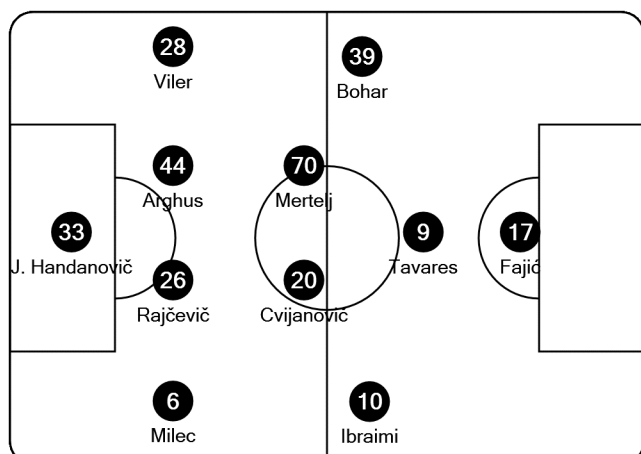 28
Viler
39
Bohar
44
Arghus
70
Mertelj
33
J. Handanovič
9
Tavares
17
Fajić
26
Rajčevič
20
Cvijanovič
6
Milec
10
Ibraimi